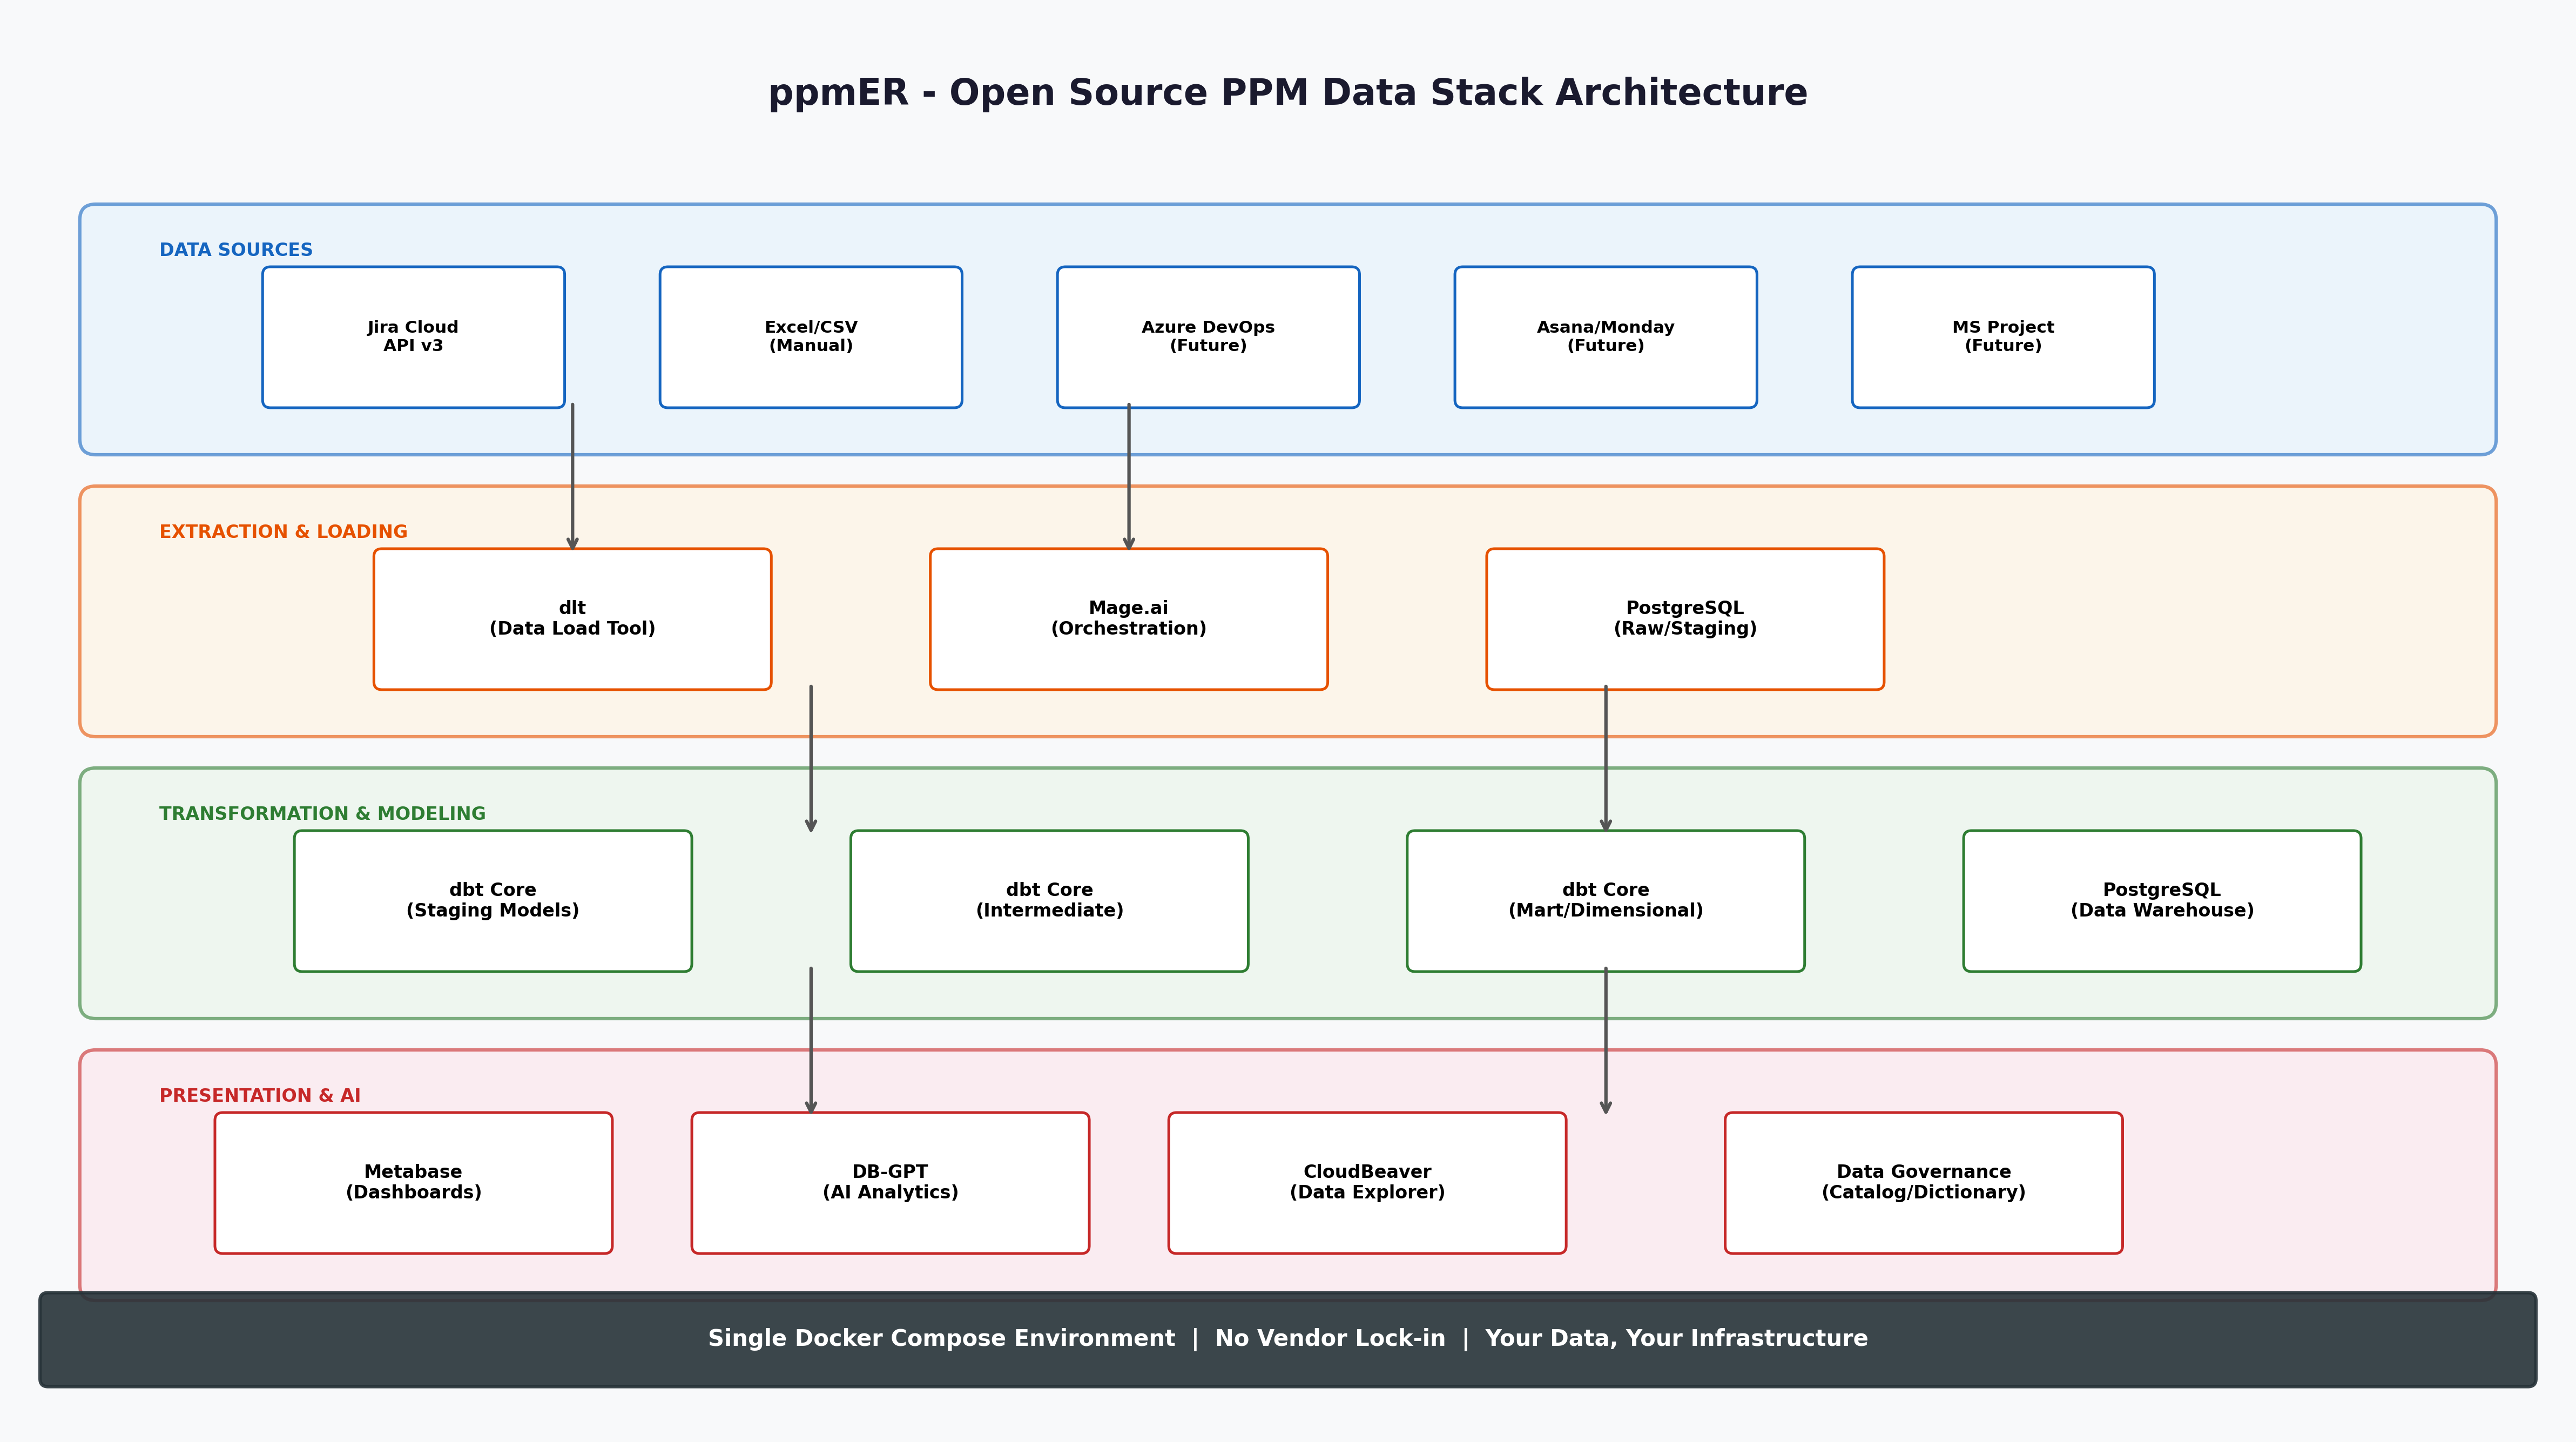 ppmER - Open Source PPM Data Stack Architecture
DATA SOURCES
Jira Cloud
API v3
Excel/CSV
(Manual)
Azure DevOps
(Future)
Asana/Monday
(Future)
MS Project
(Future)
EXTRACTION & LOADING
dlt
(Data Load Tool)
Mage.ai
(Orchestration)
PostgreSQL
(Raw/Staging)
TRANSFORMATION & MODELING
dbt Core
(Staging Models)
dbt Core
(Intermediate)
dbt Core
(Mart/Dimensional)
PostgreSQL
(Data Warehouse)
PRESENTATION & AI
Metabase
(Dashboards)
DB-GPT
(AI Analytics)
CloudBeaver
(Data Explorer)
Data Governance
(Catalog/Dictionary)
Single Docker Compose Environment | No Vendor Lock-in | Your Data, Your Infrastructure